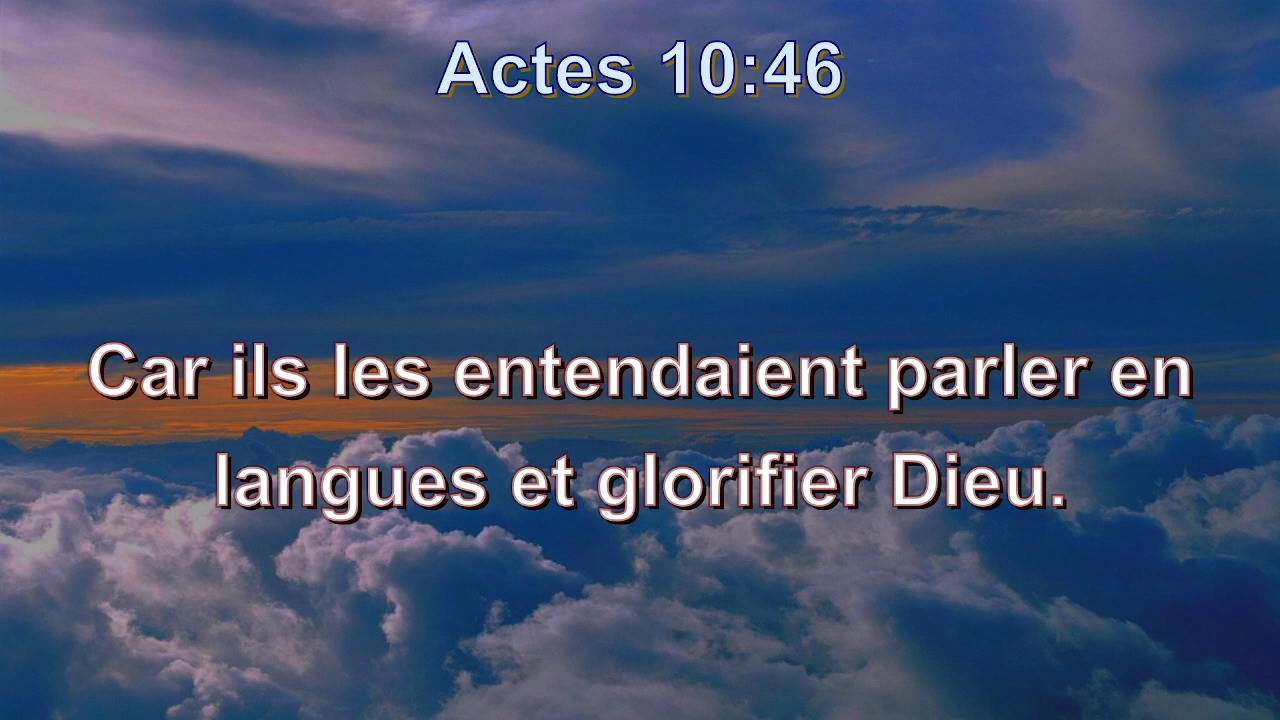 Actes 10:46
Car ils les entendaient parler en
langues et glorifier Dieu.